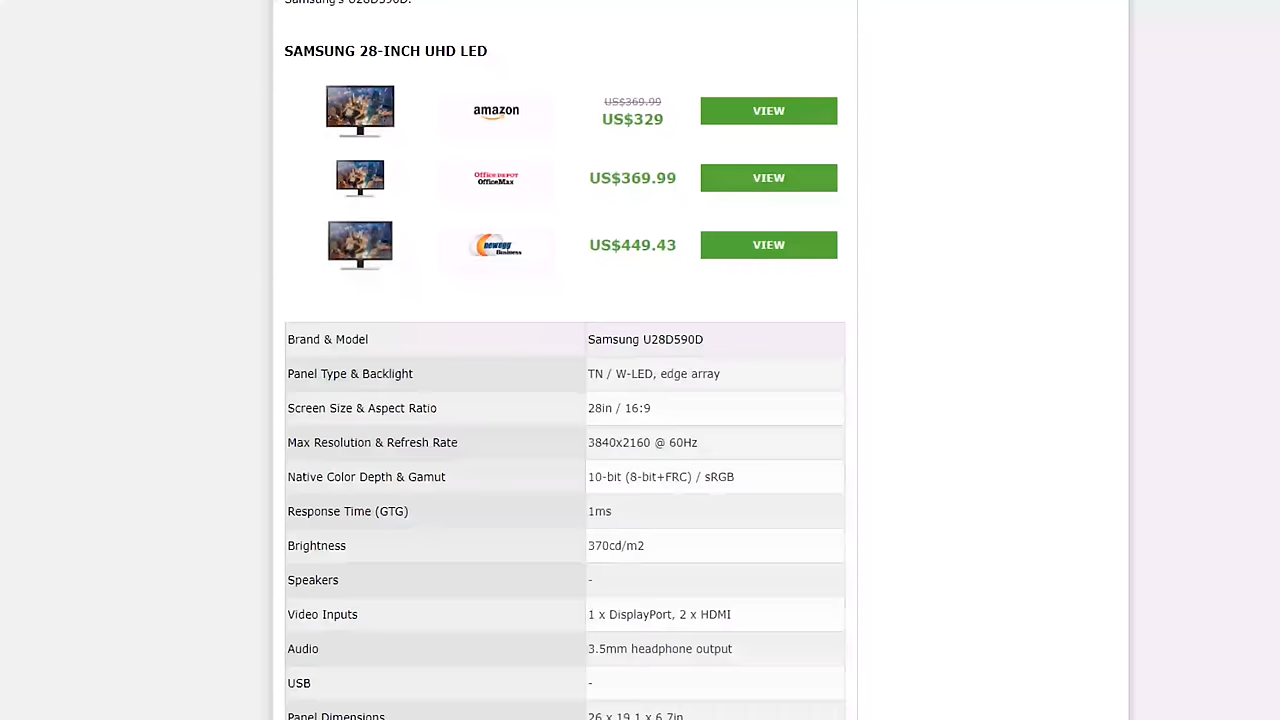 Samsung's U28D590D.
SAMSUNG 28-INCH UHD LED
amazon
US$369.99
US$329
VIEW
Office DEPOT
OfficeMax
US$369.99
VIEW
newegg
Business
US$449.43
VIEW
Brand & Model Samsung U28D590D
Panel Type & Backlight TN / W-LED, edge array
Screen Size & Aspect Ratio 28in / 16:9
Max Resolution & Refresh Rate 3840x2160 @ 60Hz
Native Color Depth & Gamut 10-bit (8-bit+FRC) / sRGB
Response Time (GTG) 1ms
Brightness 370cd/m2
Speakers -
Video Inputs 1 x DisplayPort, 2 x HDMI
Audio 3.5mm headphone output
USB -
Panel Dimensions 26 x 19.1 x 6.7in